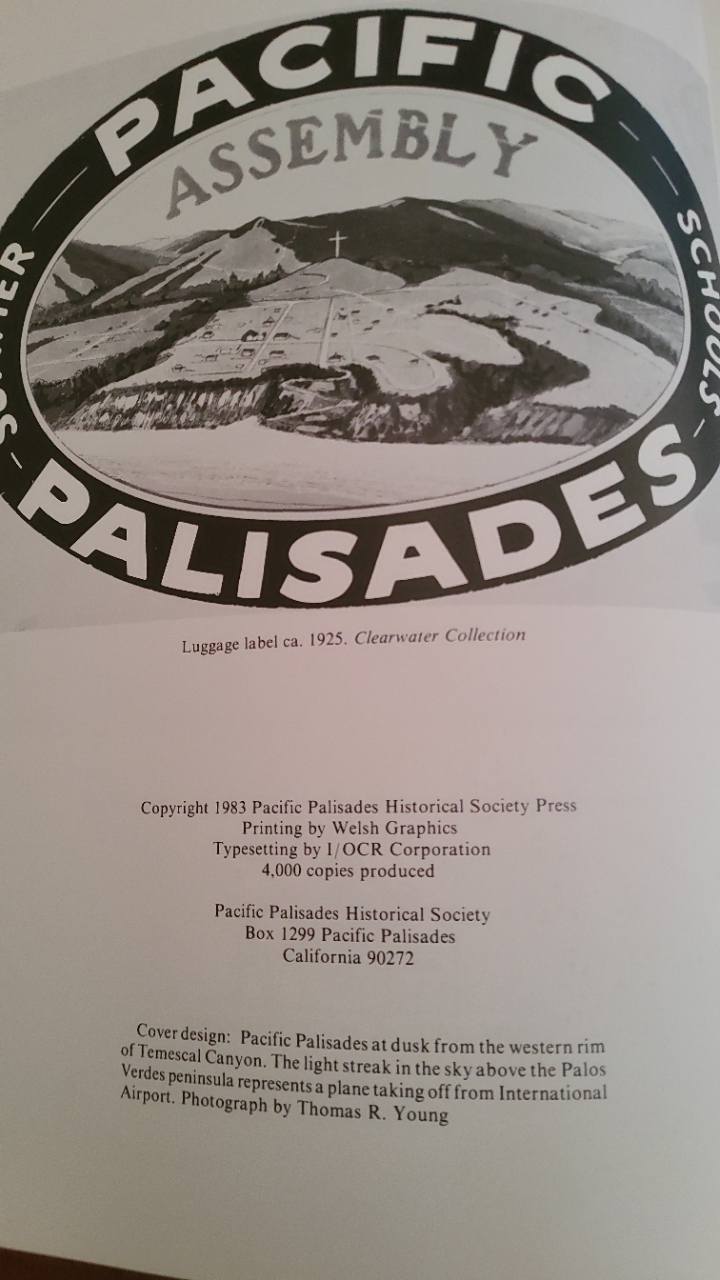 PACIFIC
ASSEMBLY
SCHOOLS
PALISADES
Luggage label ca. 1925. Clearwater Collection
Copyright 1983 Pacific Palisades Historical Society Press
Printing by Welsh Graphics
Typesetting by I/OCR Corporation
4,000 copies produced
Pacific Palisades Historical Society
Box 1299 Pacific Palisades
California 90272
Cover design: Pacific Palisades at dusk from the western rim
of Temescal Canyon. The light streak in the sky above the Palos
Verdes peninsula represents a plane taking off from International
Airport. Photograph by Thomas R. Young